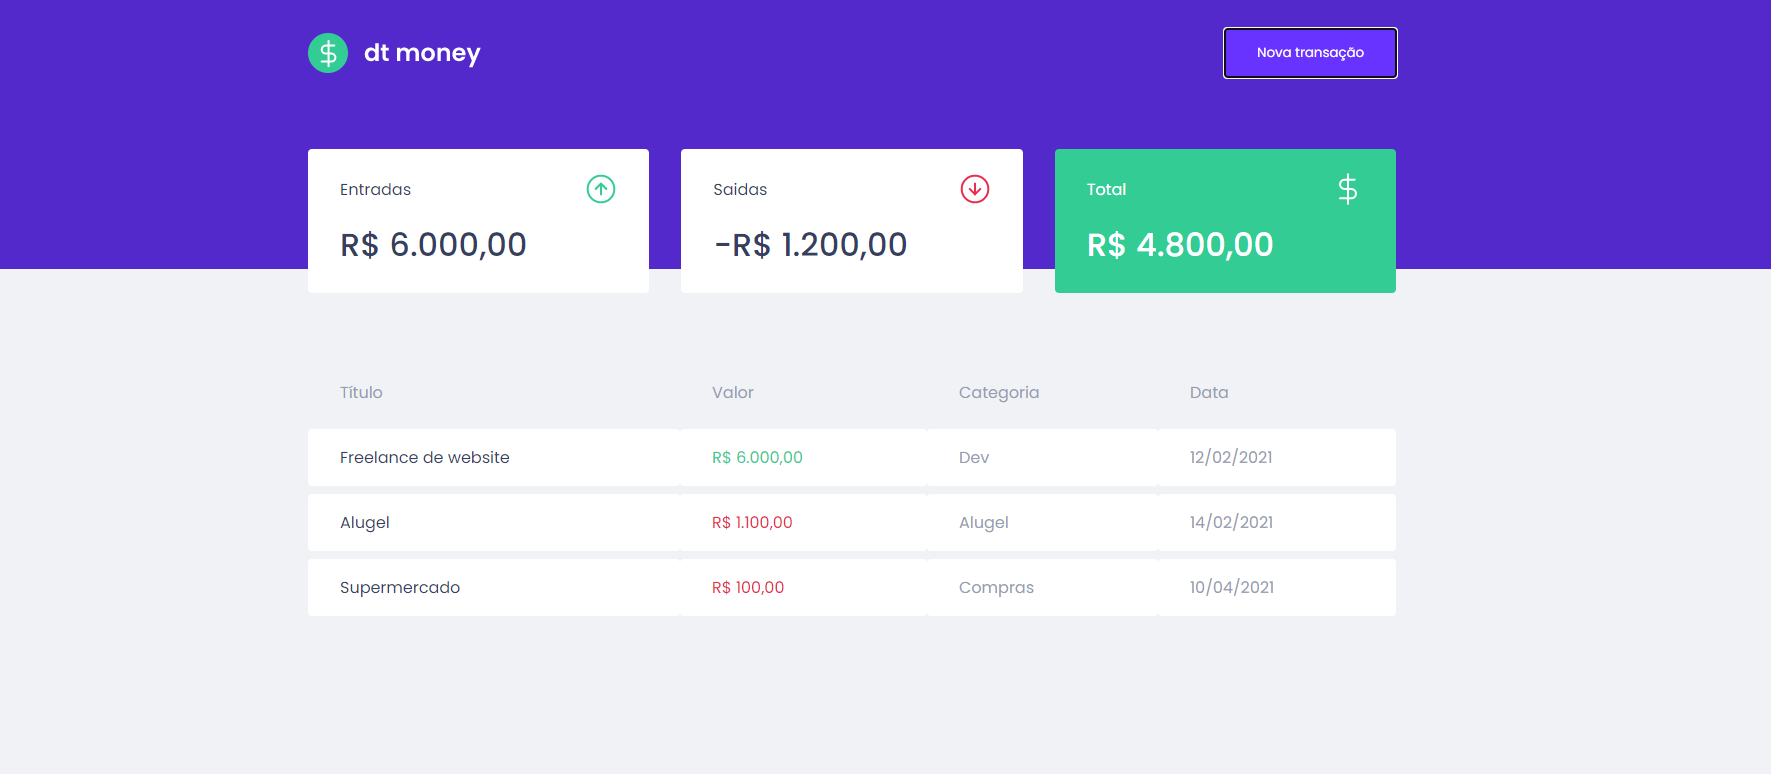 dt money
Nova transação
Entradas
R$ 6.000,00
Saidas
-R$ 1.200,00
Total
$
R$ 4.800,00
Título Valor Categoria Data
Freelance de website R$ 6.000,00 Dev 12/02/2021
Alugel R$ 1.100,00 Alugel 14/02/2021
Supermercado R$ 100,00 Compras 10/04/2021